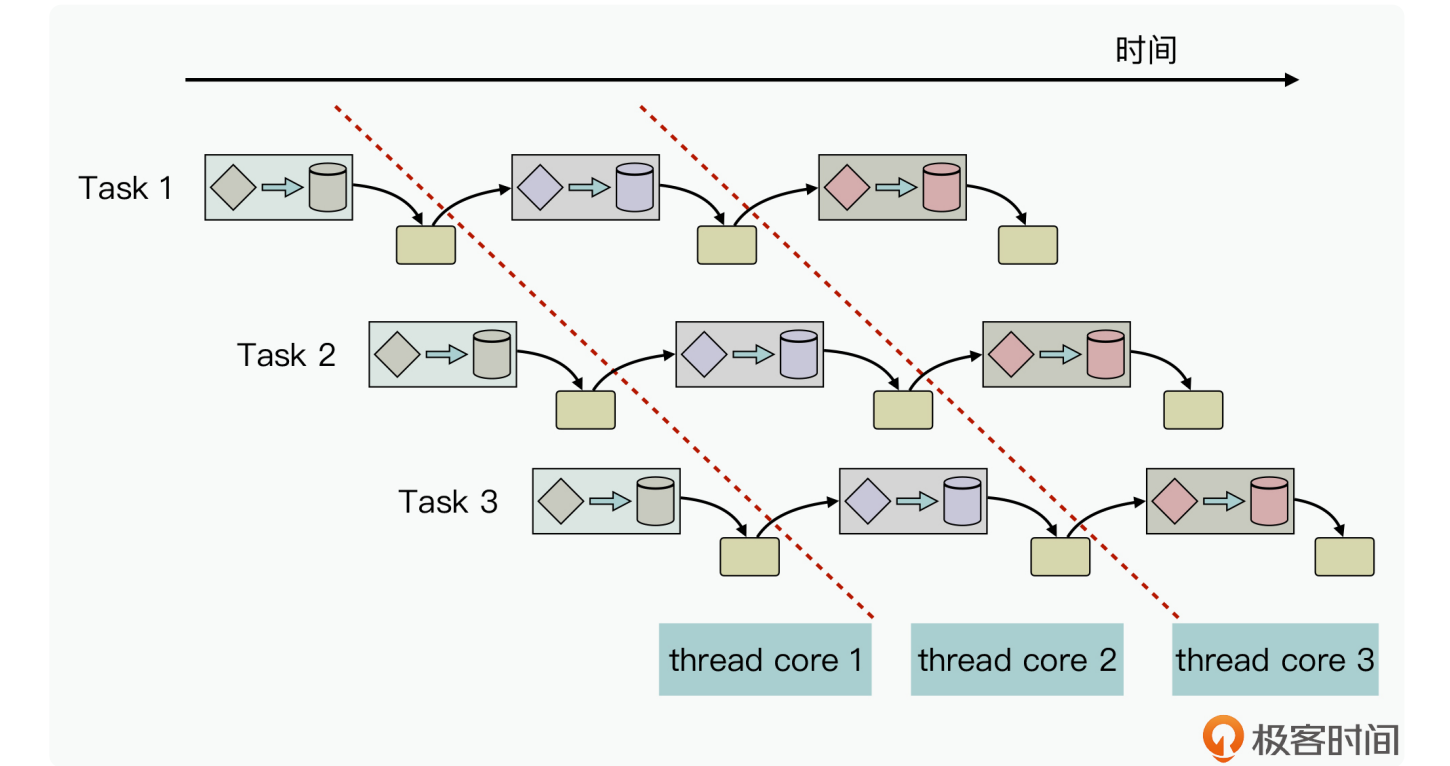 时间
Task 1
Task 2
Task 3
thread core 1
thread core 2
thread core 3
极客时间